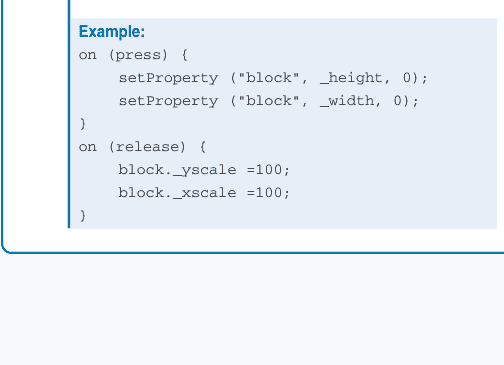 Example:
on (press) {
setProperty ("block", _height, 0);
setProperty ("block", _width, 0);
}
on (release) {
block._yscale =100;
block._xscale =100;
}